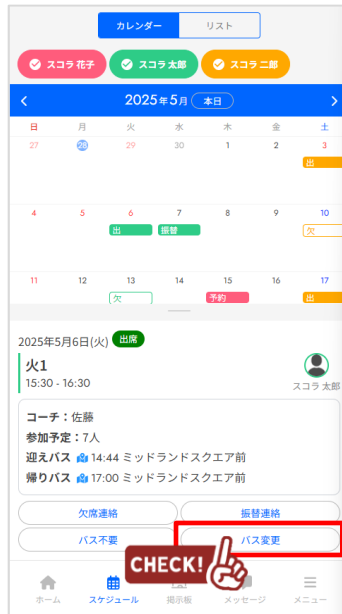 カレンダー リスト
スコラ 花子 スコラ 太郎 スコラ 二郎
< 2025年 5月 本日 >
日 月 火 水 木 金 土
27 28 29 30 1 2 3
出
4 5 6 7 8 9 10
出 振替 欠
11 12 13 14 15 16 17
欠 予約 出
2025年5月6日(火) 出席
火1
15:30 - 16:30
スコラ 太郎
コーチ：佐藤
参加予定：7人
迎えバス 14:44 ミッドランドスクエア前
帰りバス 17:00 ミッドランドスクエア前
欠席連絡 振替連絡
バス不要 バス変更
CHECK!
ホーム スケジュール 掲示板 メッセージ メニュー